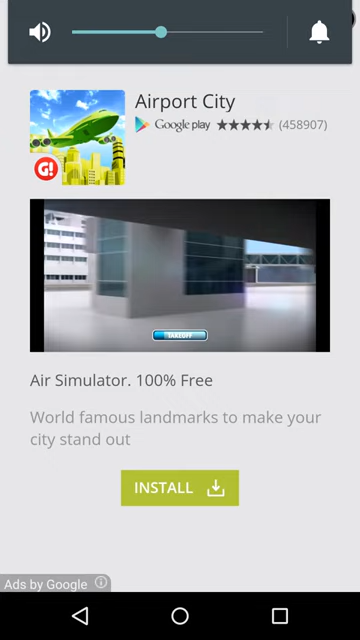 Airport City
Google play (458907)
G!
TAKEOFF
Air Simulator. 100% Free
World famous landmarks to make your
city stand out
INSTALL
Ads by Google